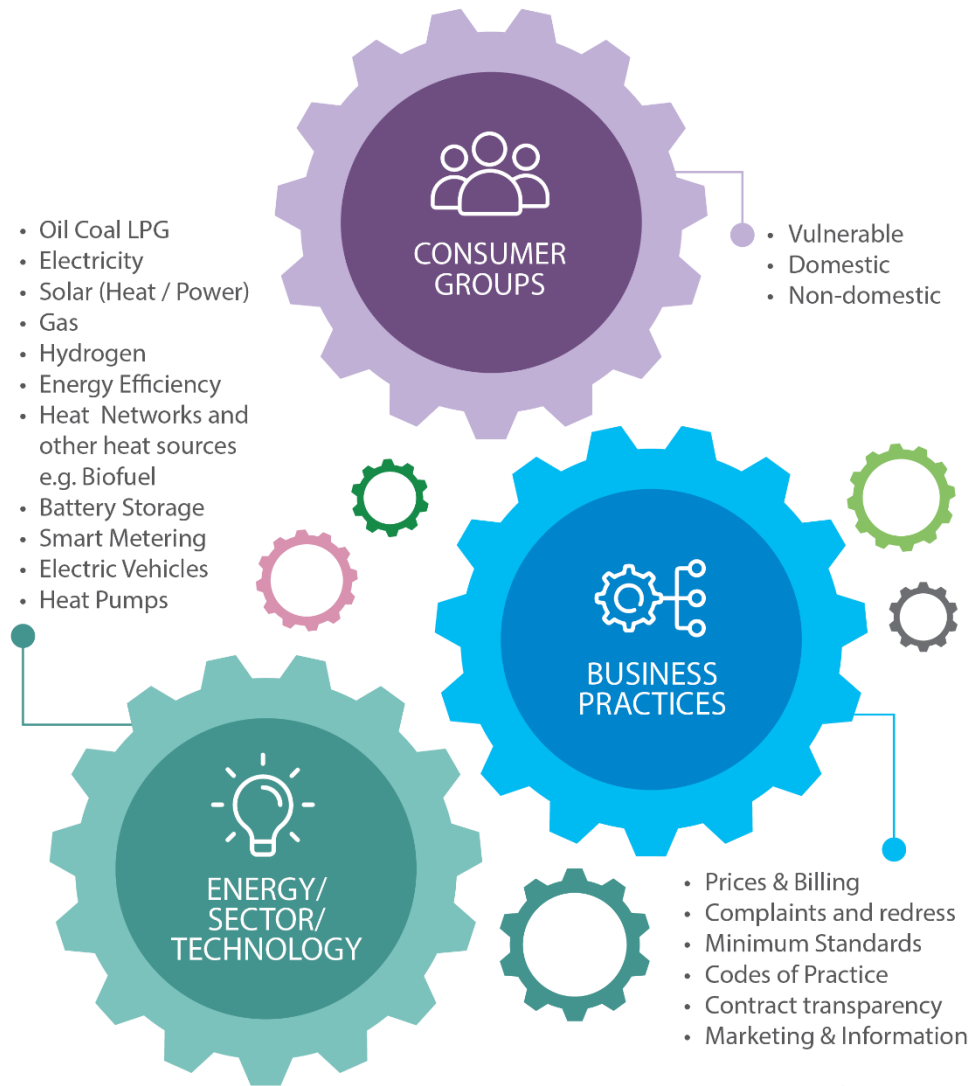 CONSUMER
GROUPS
• Vulnerable
• Domestic
• Non-domestic
• Oil Coal LPG
• Electricity
• Solar (Heat / Power)
• Gas
• Hydrogen
• Energy Efficiency
• Heat Networks and
other heat sources
e.g. Biofuel
• Battery Storage
• Smart Metering
• Electric Vehicles
• Heat Pumps
BUSINESS
PRACTICES
ENERGY/
SECTOR/
TECHNOLOGY
• Prices & Billing
• Complaints and redress
• Minimum Standards
• Codes of Practice
• Contract transparency
• Marketing & Information